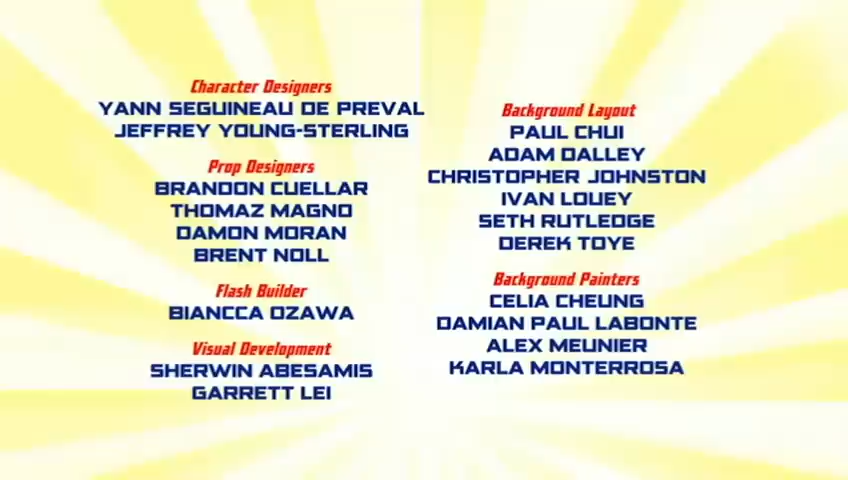 Character Designers
YANN SEGUINEAU DE PREVAL
JEFFREY YOUNG-STERLING
Prop Designers
BRANDON CUELLAR
THOMAZ MAGNO
DAMON MORAN
BRENT NOLL
Flash Builder
BIANCCA OZAWA
Visual Development
SHERWIN ABESAMIS
GARRETT LEI
Background Layout
PAUL CHUI
ADAM DALLEY
CHRISTOPHER JOHNSTON
IVAN LOUEY
SETH RUTLEDGE
DEREK TOYE
Background Painters
CELIA CHEUNG
DAMIAN PAUL LABONTE
ALEX MEUNIER
KARLA MONTERROSA